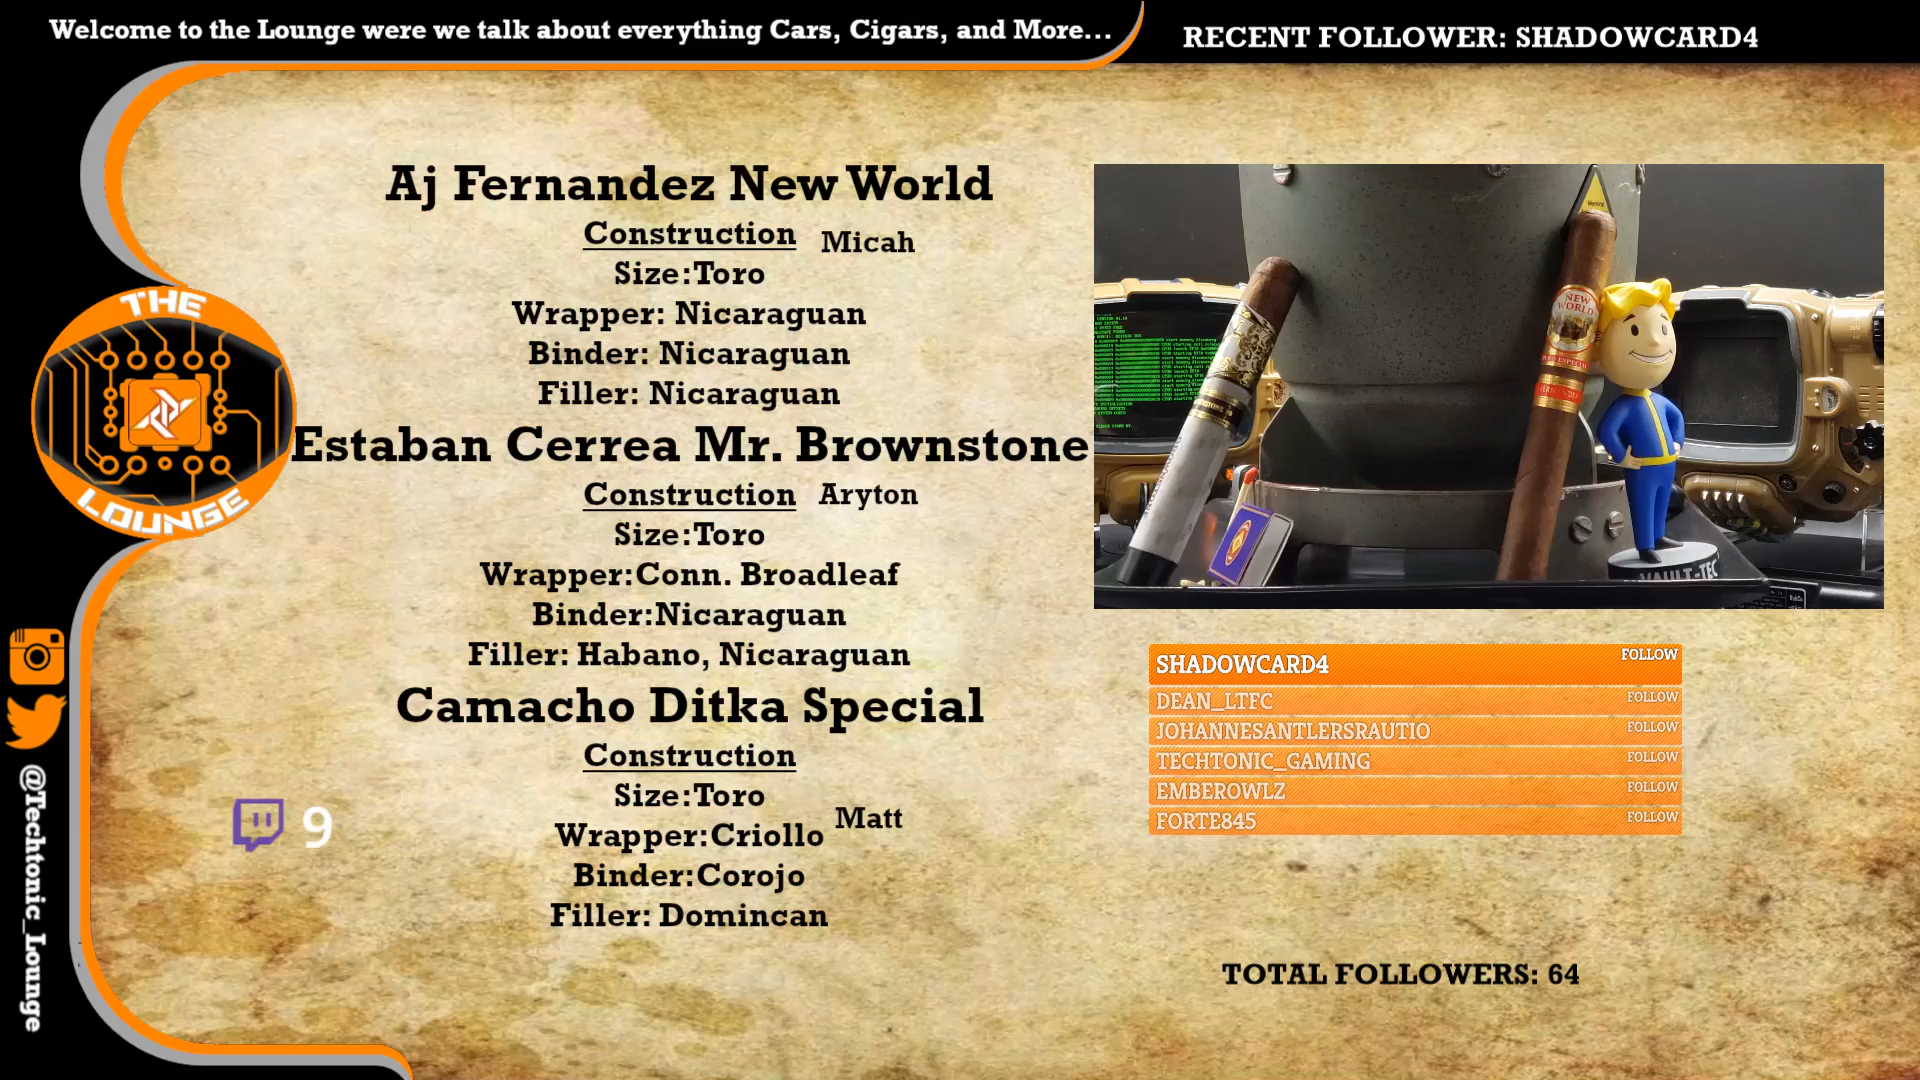 Welcome to the Lounge were we talk about everything Cars, Cigars, and More...
RECENT FOLLOWER: SHADOWCARD4
THE
LOUNGE
Aj Fernandez New World
Construction Micah
Size:Toro
Wrapper: Nicaraguan
Binder: Nicaraguan
Filler: Nicaraguan
Estaban Cerrea Mr. Brownstone
Construction Aryton
Size:Toro
Wrapper:Conn. Broadleaf
Binder:Nicaraguan
Filler: Habano, Nicaraguan
Camacho Ditka Special
Construction
Size:Toro
Matt
Wrapper:Criollo
Binder:Corojo
Filler: Domincan
9
@Techtonic_Lounge
Warning
NEW
WORLD
VAULT-TEC
SHADOWCARD4 FOLLOW
DEAN_LTFC FOLLOW
JOHANNESANTLERSRAUTIO FOLLOW
TECHTONIC_GAMING FOLLOW
EMBEROWLZ FOLLOW
FORTE845 FOLLOW
TOTAL FOLLOWERS: 64